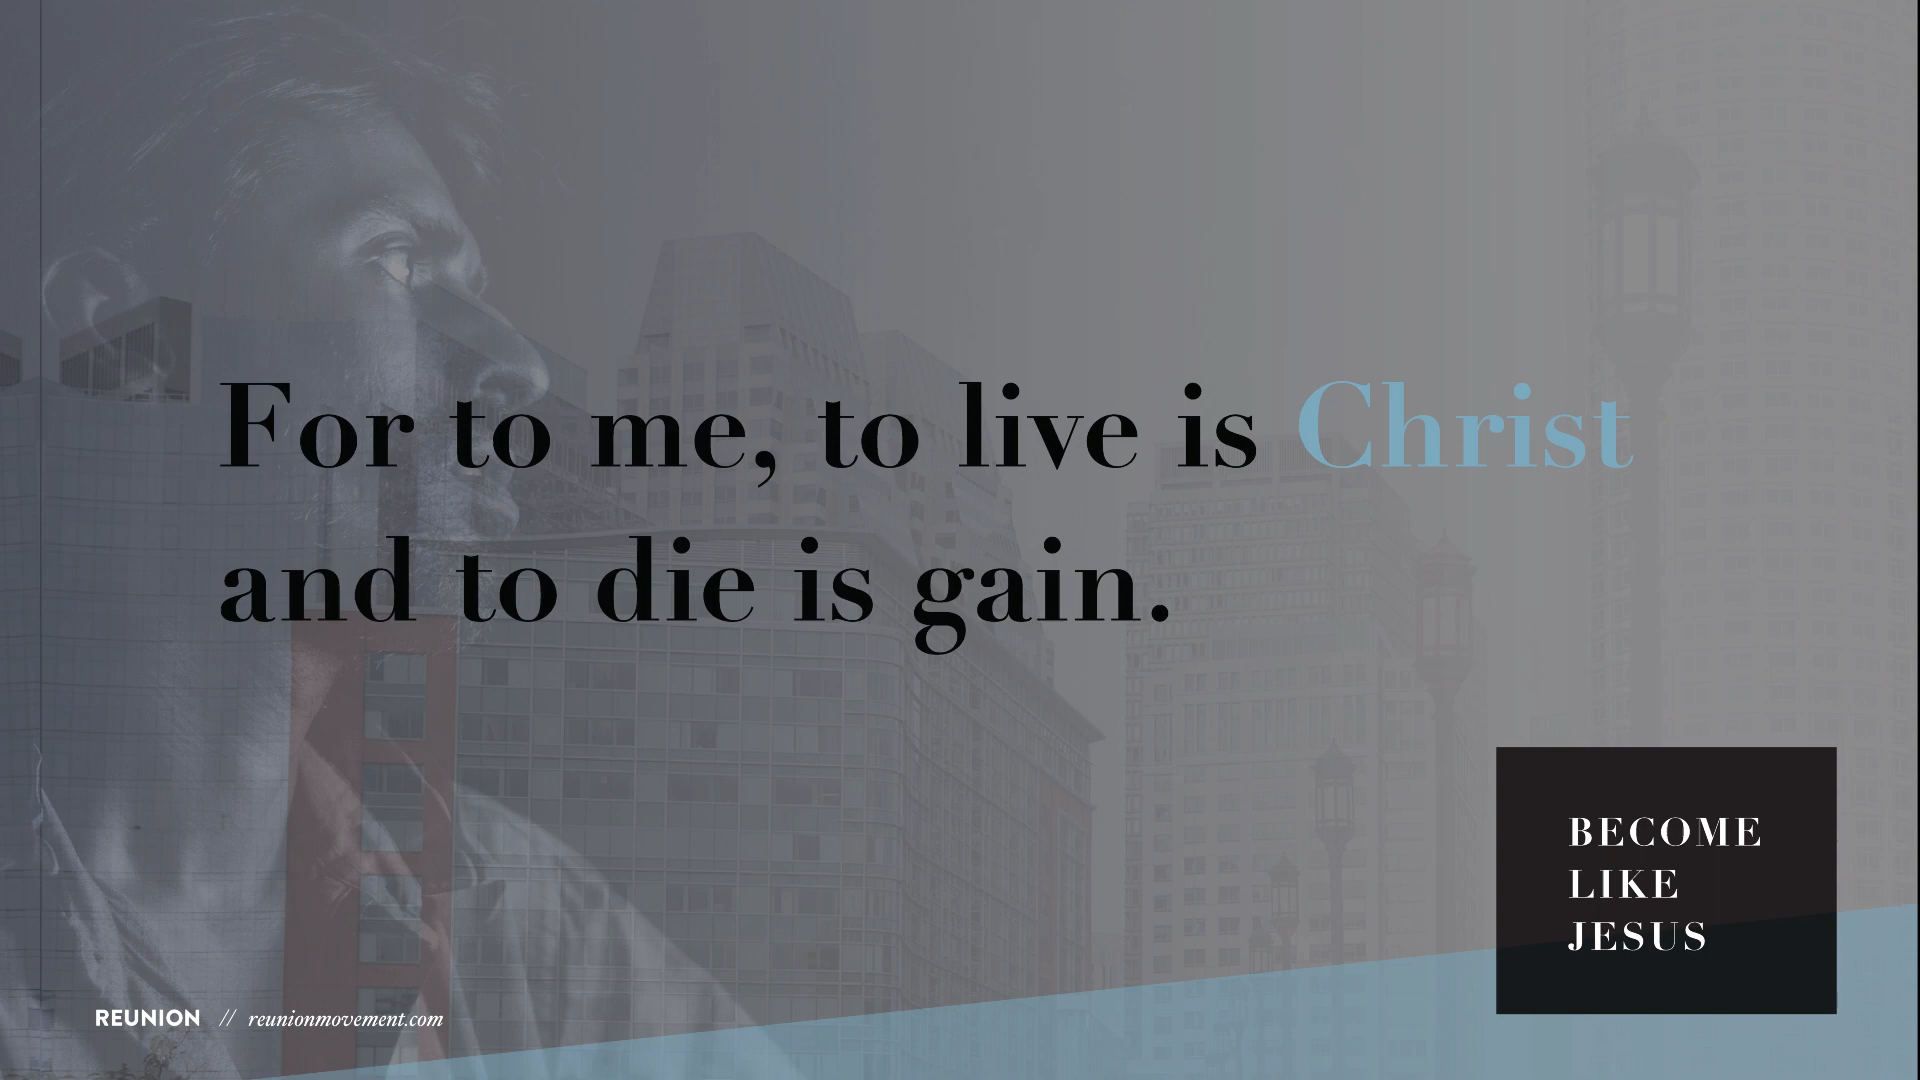 For to me, to live is Christ
and to die is gain.
BECOME
LIKE
JESUS
REUNION // reunionmovement.com